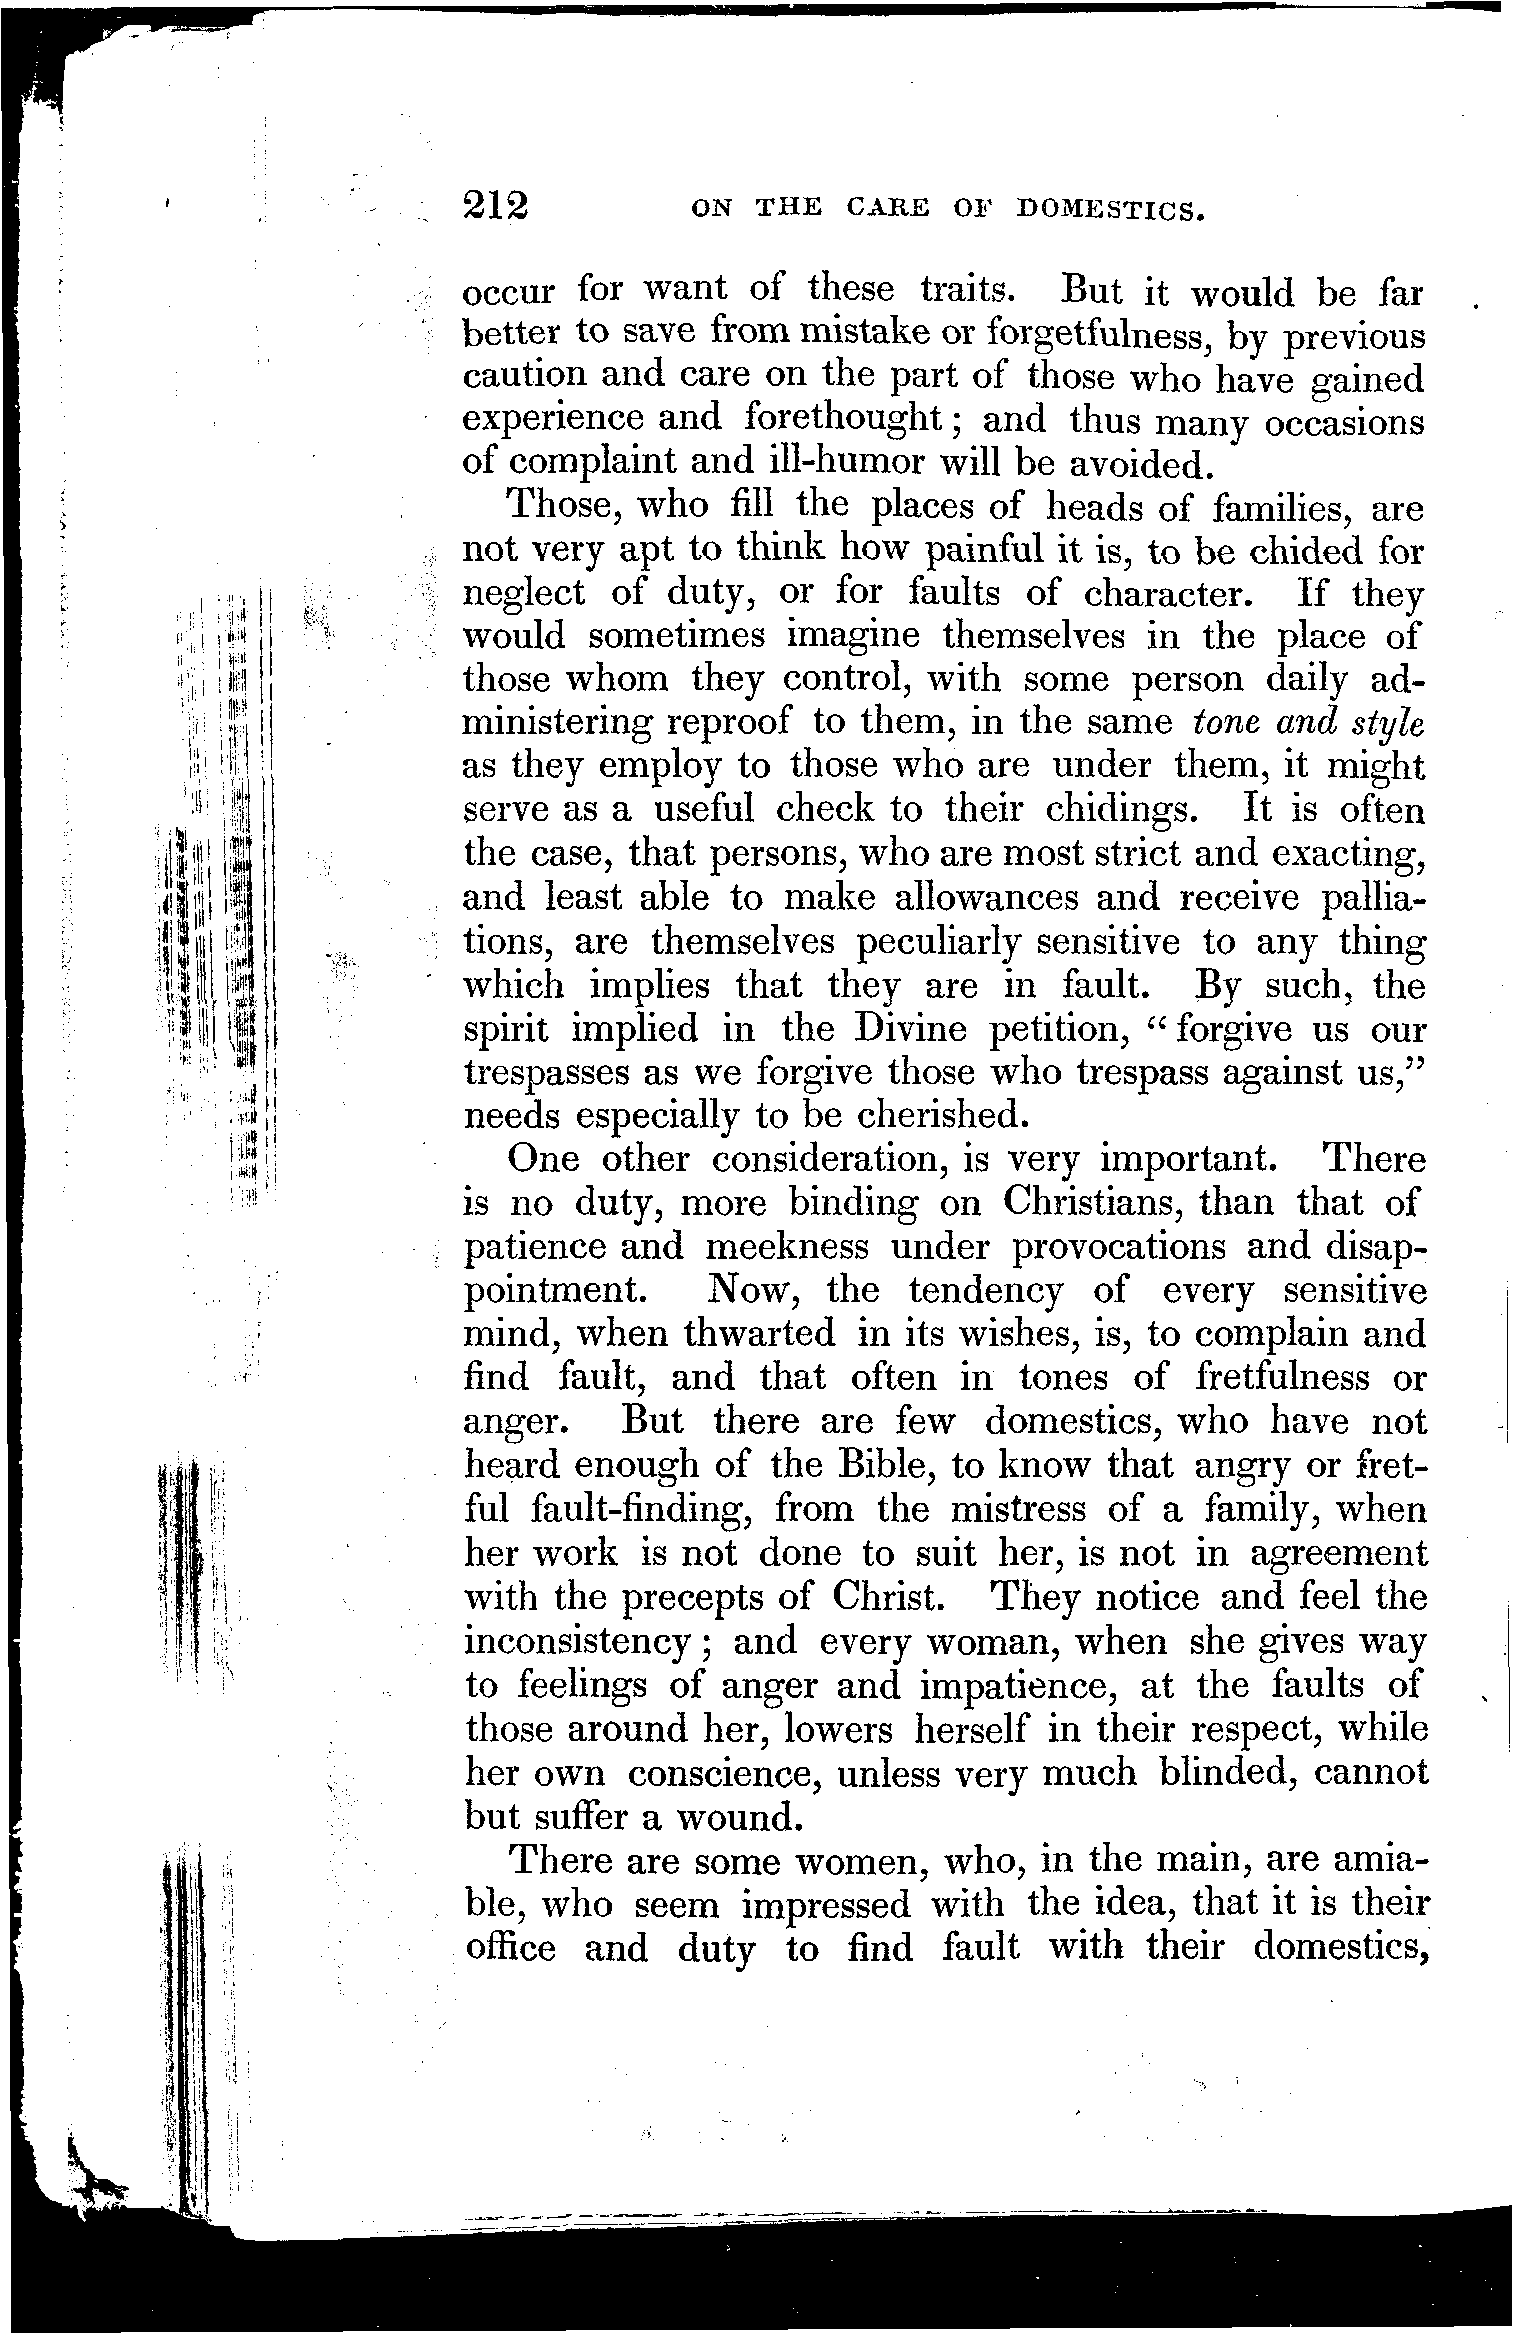 212 ON THE CARE OF DOMESTICS.
occur for want of these traits. But it would be far
better to save from mistake or forgetfulness, by previous
caution and care on the part of those who have gained
experience and forethought; and thus many occasions
of complaint and ill-humor will be avoided.
Those, who fill the places of heads of families, are
not very apt to think how painful it is, to be chided for
neglect of duty, or for faults of character. If they
would sometimes imagine themselves in the place of
those whom they control, with some person daily ad-
ministering reproof to them, in the same tone and style
as they employ to those who are under them, it might
serve as a useful check to their chidings. It is often
the case, that persons, who are most strict and exacting,
and least able to make allowances and receive pallia-
tions, are themselves peculiarly sensitive to any thing
which implies that they are in fault. By such, the
spirit implied in the Divine petition, "forgive us our
trespasses as we forgive those who trespass against us,"
needs especially to be cherished.
One other consideration, is very important. There
is no duty, more binding on Christians, than that of
patience and meekness under provocations and disap-
pointment. Now, the tendency of every sensitive
mind, when thwarted in its wishes, is, to complain and
find fault, and that often in tones of fretfulness or
anger. But there are few domestics, who have not
heard enough of the Bible, to know that angry or fret-
ful fault-finding, from the mistress of a family, when
her work is not done to suit her, is not in agreement
with the precepts of Christ. They notice and feel the
inconsistency; and every woman, when she gives way
to feelings of anger and impatience, at the faults of
those around her, lowers herself in their respect, while
her own conscience, unless very much blinded, cannot
but suffer a wound.
There are some women, who, in the main, are amia-
ble, who seem impressed with the idea, that it is their
office and duty to find fault with their domestics,